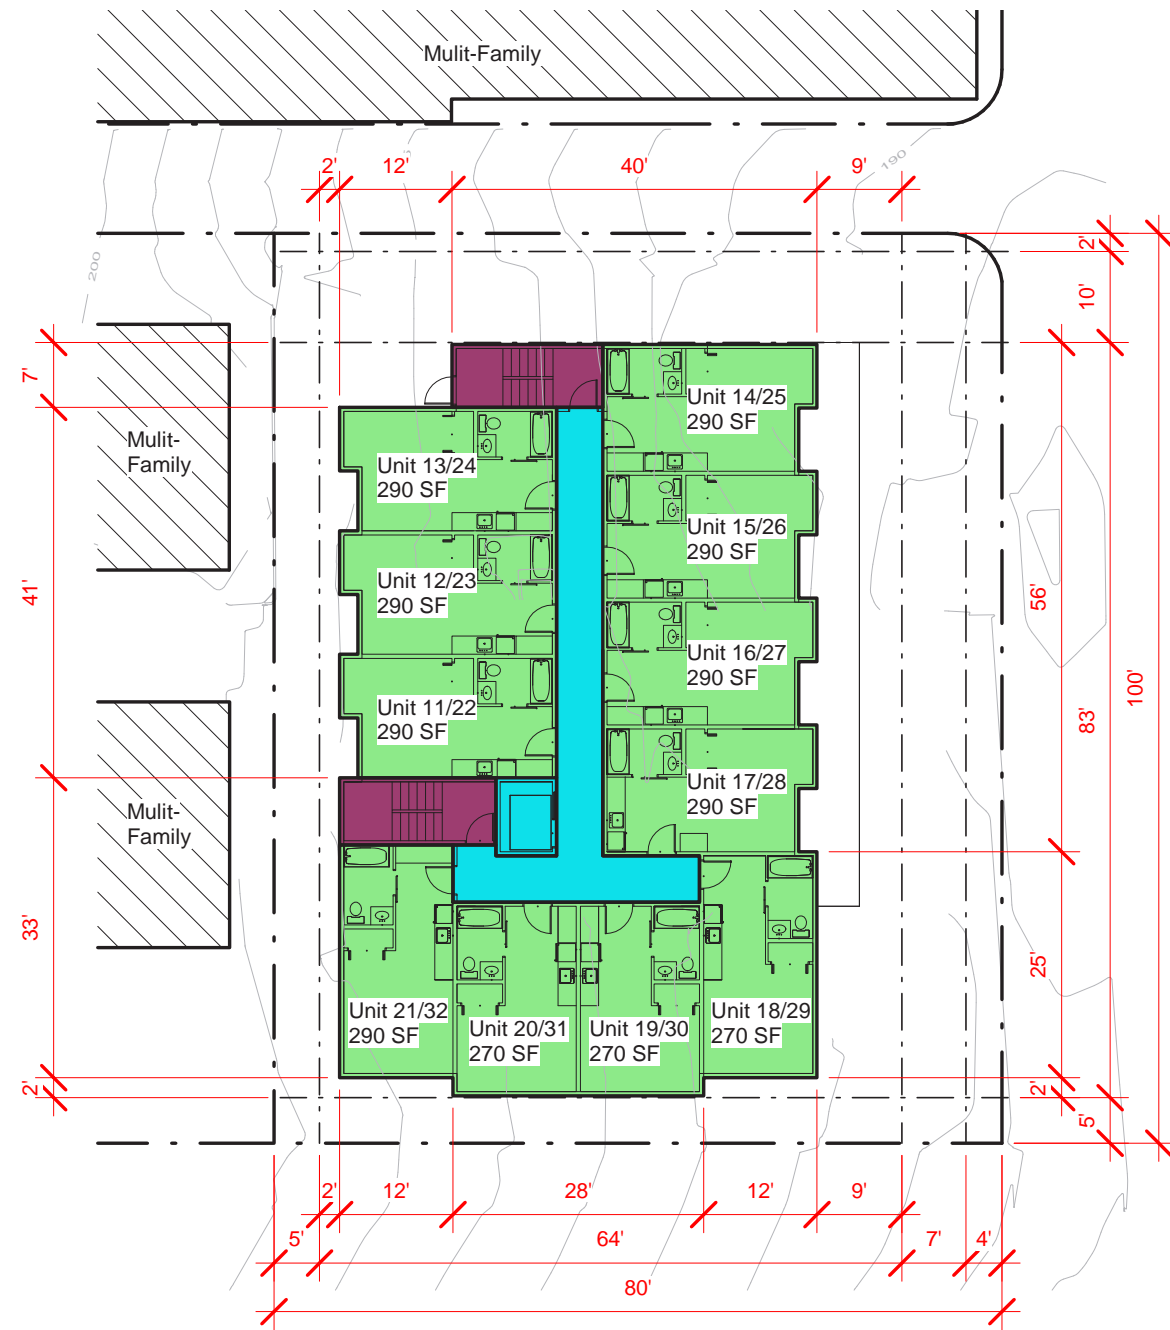 Mulit-Family
2'
12'
40'
9'
190
200
2'
10'
7'
Unit 14/25
290 SF
Mulit-
Family
Unit 13/24
290 SF
Unit 15/26
290 SF
41'
Unit 12/23
290 SF
56'
Unit 16/27
290 SF
100'
83'
Unit 11/22
290 SF
Unit 17/28
290 SF
Mulit-
Family
33'
25'
Unit 21/32
290 SF
Unit 20/31
270 SF
Unit 19/30
270 SF
Unit 18/29
270 SF
2'
2'
5'
2'
12'
28'
12'
9'
5'
64'
7'
4'
80'